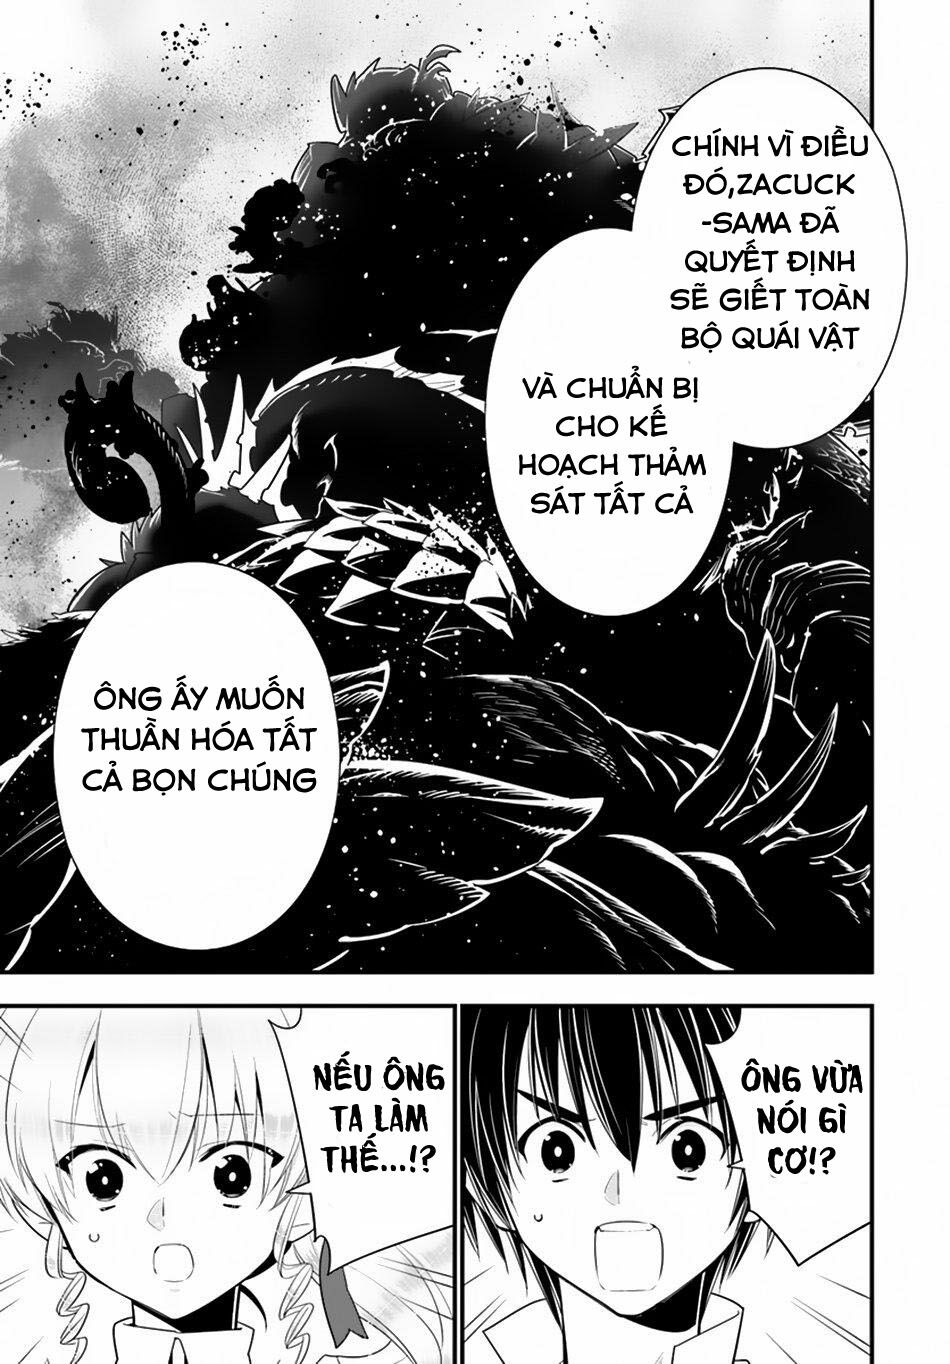 CHÍNH VÌ ĐIỀU
ĐÓ,ZACUCK
-SAMA ĐÃ
QUYẾT ĐỊNH
SẼ GIẾT TOÀN
BỘ QUÁI VẬT
VÀ CHUẨN BỊ
CHO KẾ
HOẠCH THẢM
SÁT TẤT CẢ
ÔNG ẤY MUỐN
THUẦN HÓA TẤT
CẢ BỌN CHÚNG
ÔNG VỪA
NÓI GÌ
CƠ!?
NẾU ÔNG
TA LÀM
THẾ...!?